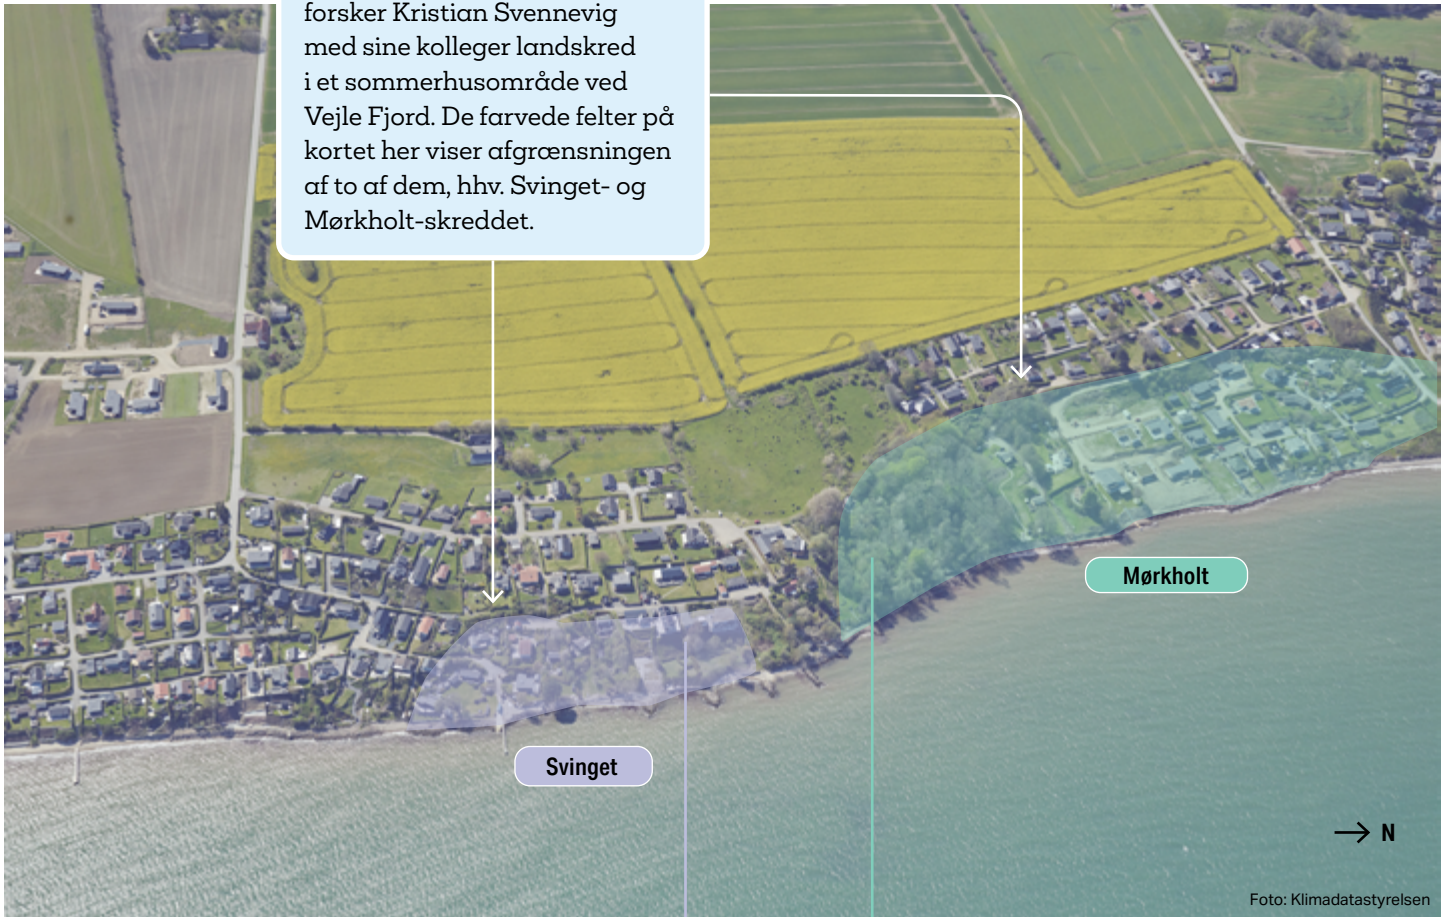 forsker Kristian Svennevig
med sine kolleger landskred
i et sommerhusområde ved
Vejle Fjord. De farvede felter på
kortet her viser afgrænsningen
af to af dem, hhv. Svinget- og
Mørkholt-skreddet.
Mørkholt
Svinget
N
Foto: Klimadatastyrelsen